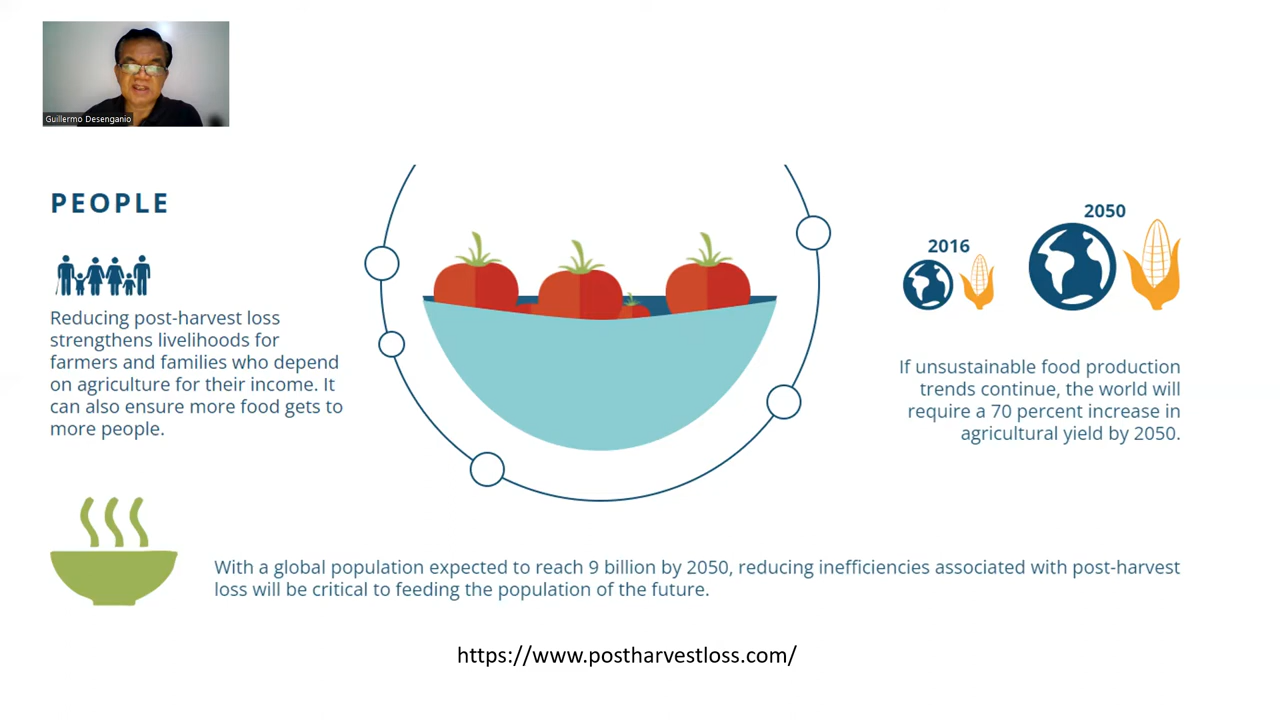 Guillermo Desenganio
PEOPLE
Reducing post-harvest loss
strengthens livelihoods for
farmers and families who depend
on agriculture for their income. It
can also ensure more food gets to
more people.
2016
2050
If unsustainable food production
trends continue, the world will
require a 70 percent increase in
agricultural yield by 2050.
With a global population expected to reach 9 billion by 2050, reducing inefficiencies associated with post-harvest
loss will be critical to feeding the population of the future.
https://www.postharvestloss.com/